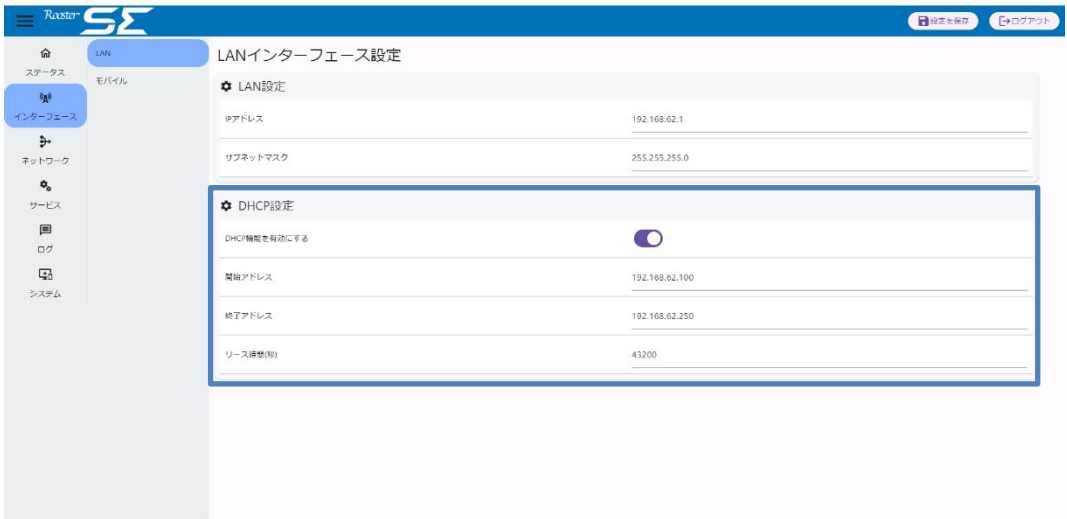 Rooster SΣ
設定を保存
ログアウト
ステータス
インターフェース
ネットワーク
サービス
ログ
システム
LAN
モバイル
LANインターフェース設定
LAN設定
IPアドレス 192.168.62.1
サブネットマスク 255.255.255.0
DHCP設定
DHCP機能を有効にする
開始アドレス 192.168.62.100
終了アドレス 192.168.62.250
リース時間(秒) 43200